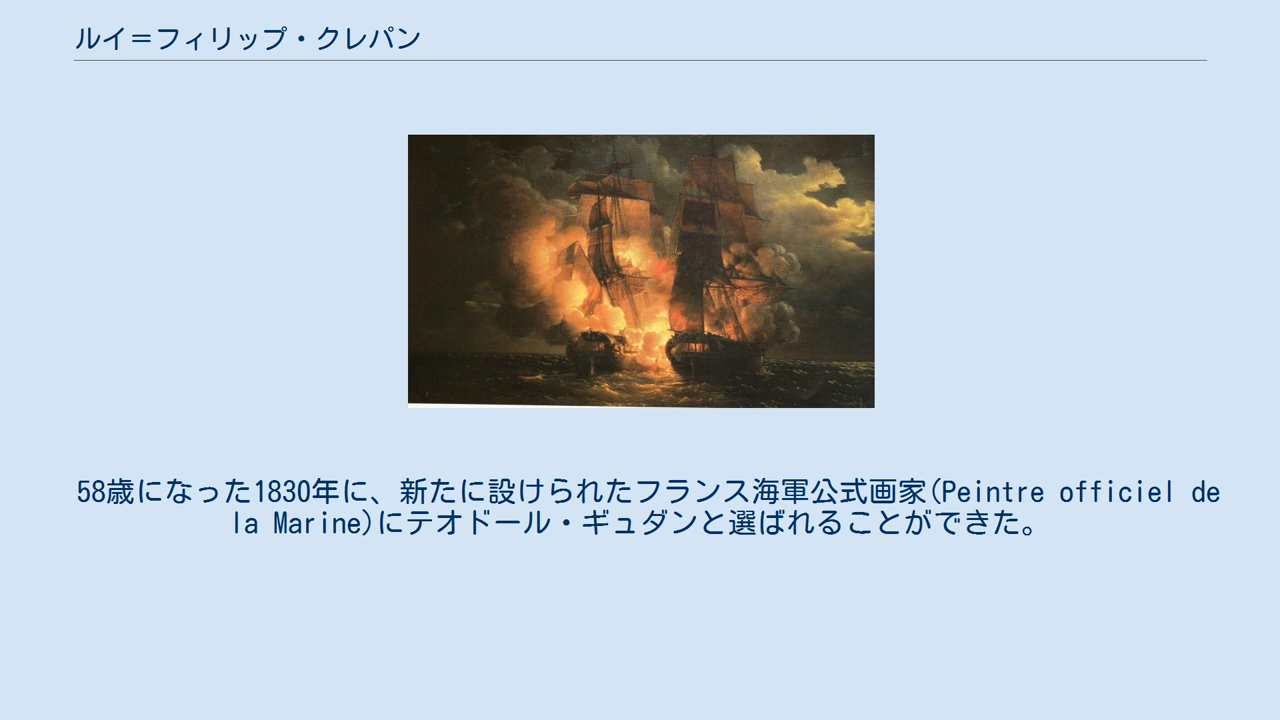 ルイ＝フィリップ・クレパン
58歳になった1830年に、新たに設けられたフランス海軍公式画家(Peintre officiel de
la Marine)にテオドール・ギュダンと選ばれることができた。